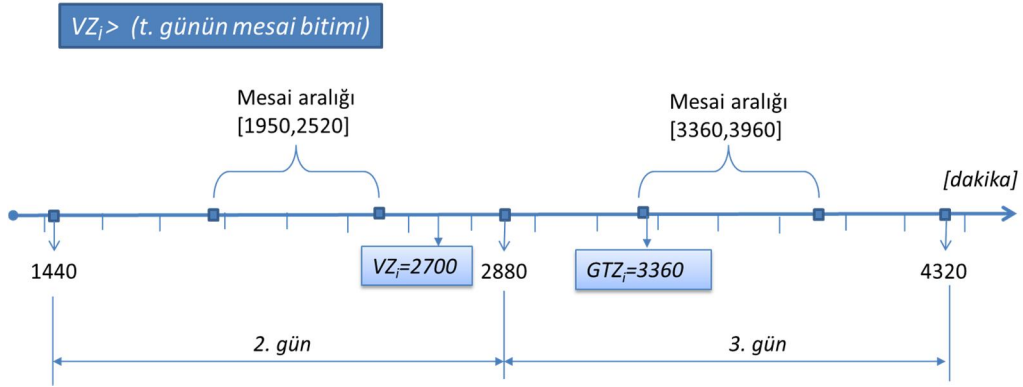 VZi > (t. günün mesai bitimi)
Mesai aralığı
[1950,2520]
Mesai aralığı
[3360,3960]
[dakika]
1440
VZi=2700
2880
GTZi=3360
4320
2. gün
3. gün